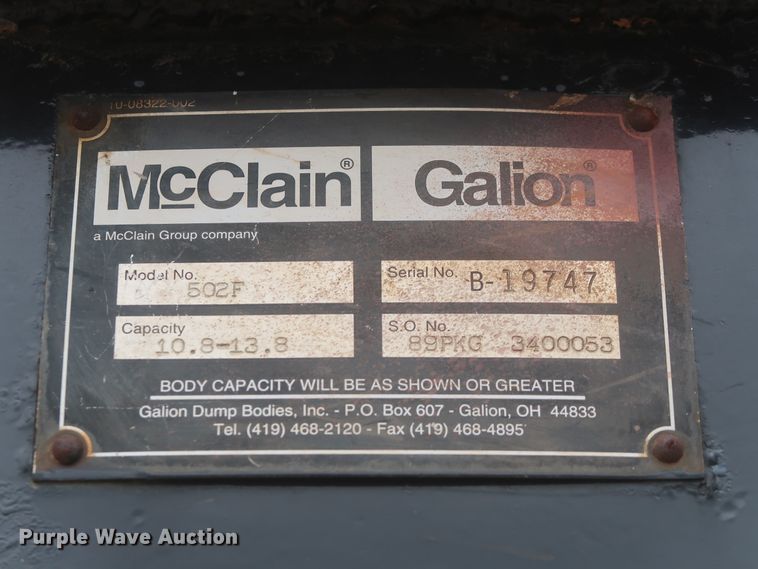 10-08322-002
McClain® Galion®
a McClain Group company
Model No. 502F Serial No. B-19747
Capacity 10.8-13.8 S.O. No. 89PKG 3400053
BODY CAPACITY WILL BE AS SHOWN OR GREATER
Galion Dump Bodies, Inc. - P.O. Box 607 - Galion, OH 44833
Tel. (419) 468-2120 - Fax (419) 468-4895
Purple Wave Auction